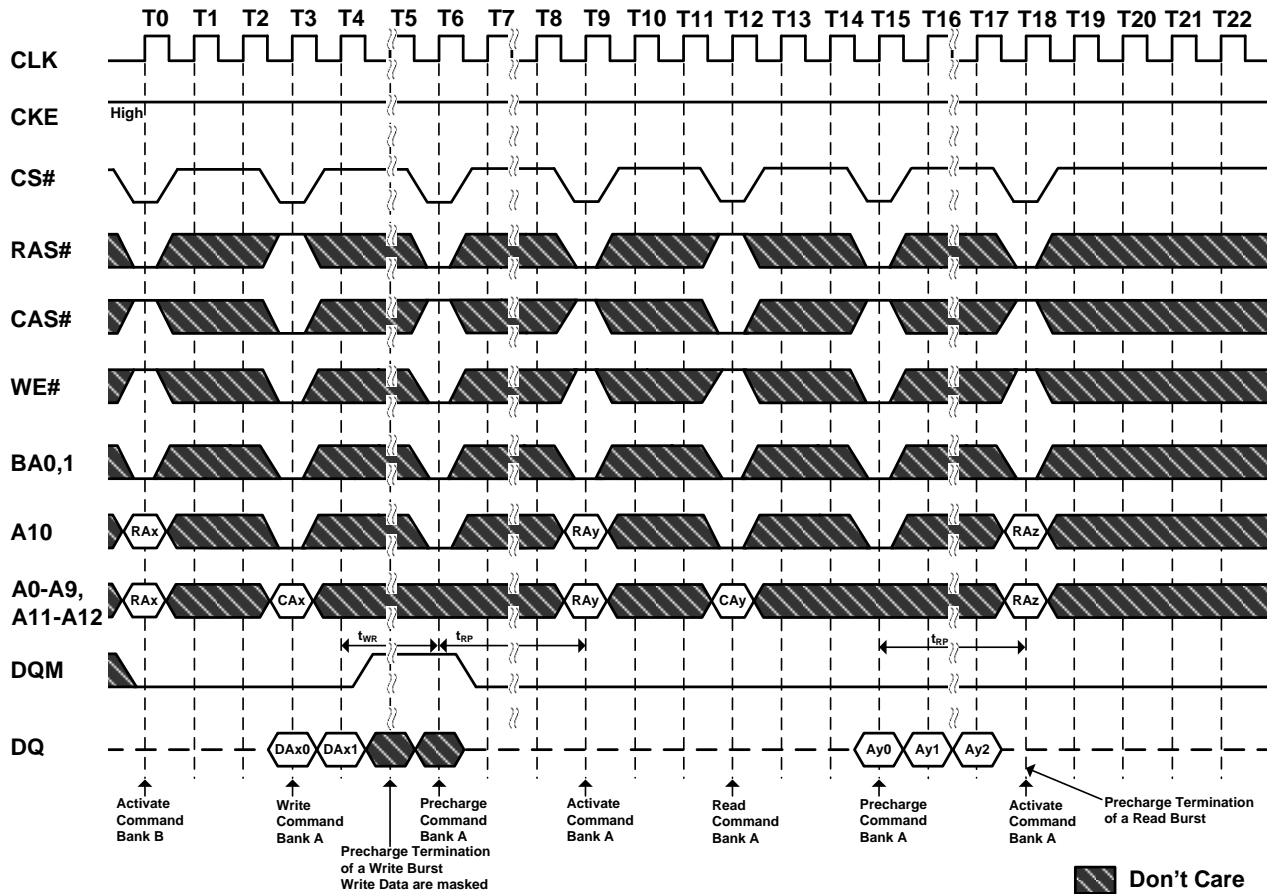 T0 T1 T2 T3 T4 T5 T6 T7 T8 T9 T10 T11 T12 T13 T14 T15 T16 T17 T18 T19 T20 T21 T22
CLK
CKE
High
CS#
RAS#
CAS#
WE#
BA0,1
A10
RAx RAy RAz
A0-A9,
A11-A12
RAx CAx RAy CAy RAz
tWR tRP tRP
DQM
DQ
DAx0 DAx1 Ay0 Ay1 Ay2
Activate
Command
Bank B
Write
Command
Bank A
Precharge Termination
of a Write Burst
Write Data are masked
Precharge
Command
Bank A
Activate
Command
Bank A
Read
Command
Bank A
Precharge
Command
Bank A
Activate
Command
Bank A
Precharge Termination
of a Read Burst
Don't Care